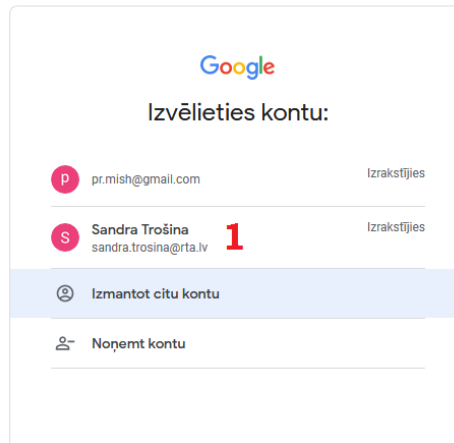 Google
Izvēlieties kontu:
p
pr.mish@gmail.com
Izrakstījies
S
Sandra Trošina
sandra.trosina@rta.lv
1
Izrakstījies
Izmantot citu kontu
Noņemt kontu